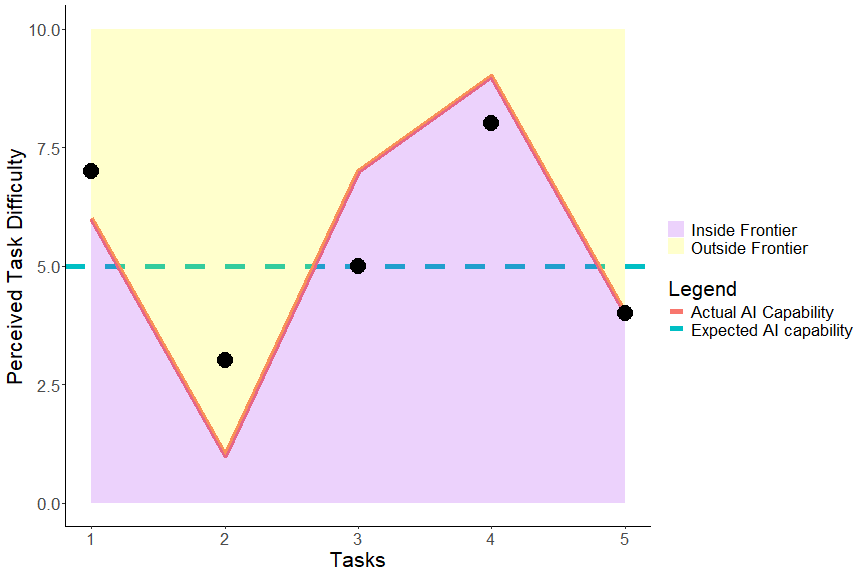 10.0
7.5
5.0
2.5
0.0
Perceived Task Difficulty
1 2 3 4 5
Tasks
Inside Frontier
Outside Frontier
Legend
Actual AI Capability
Expected AI capability